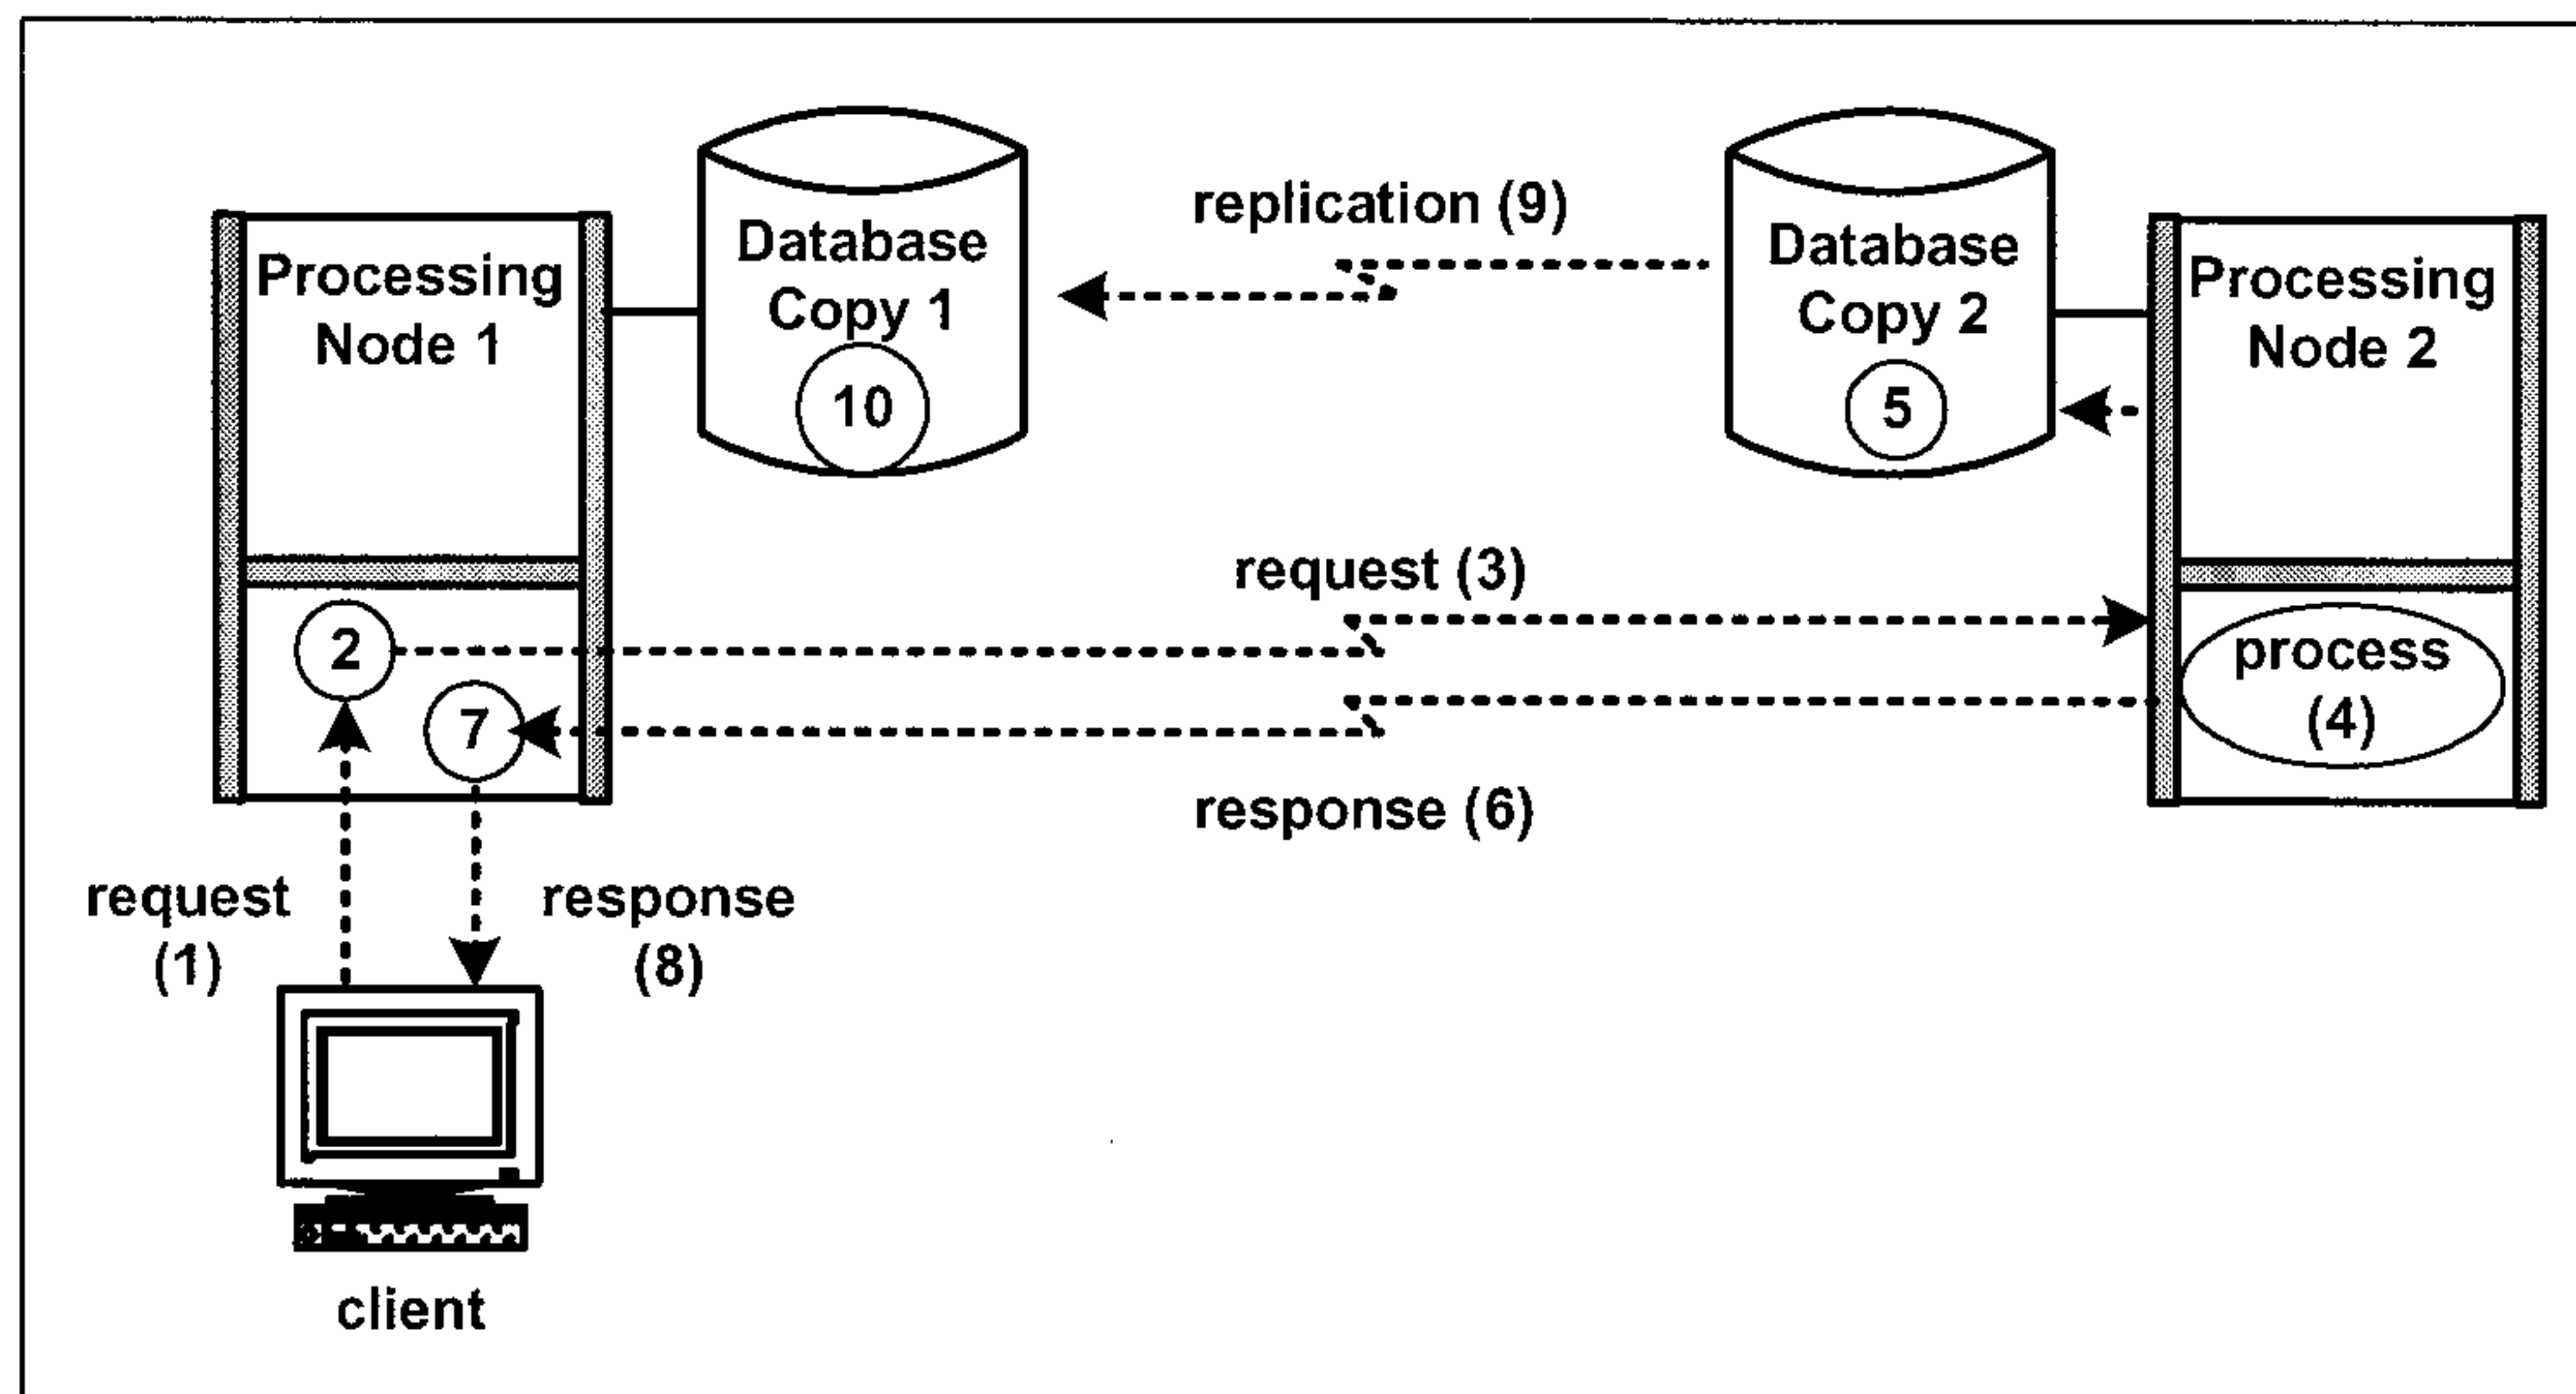 replication (9)
Processing
Node 1
Database
Copy 1
10
Database
Copy 2
5
Processing
Node 2
request (3)
2
7
process
(4)
response (6)
request
(1)
response
(8)
client